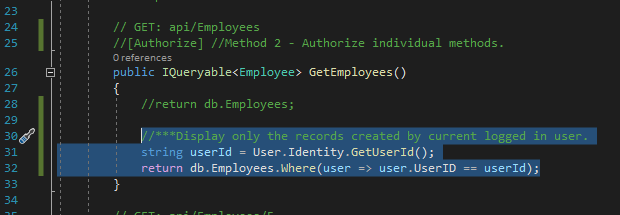 23
24 // GET: api/Employees
25 //[Authorize] //Method 2 - Authorize individual methods.
0 references
26 public IQueryable<Employee> GetEmployees()
27 {
28 //return db.Employees;
29
30 //***Display only the records created by current logged in user.
31 string userId = User.Identity.GetUserId();
32 return db.Employees.Where(user => user.UserID == userId);
33 }
34
35 // GET: api/Employees/5